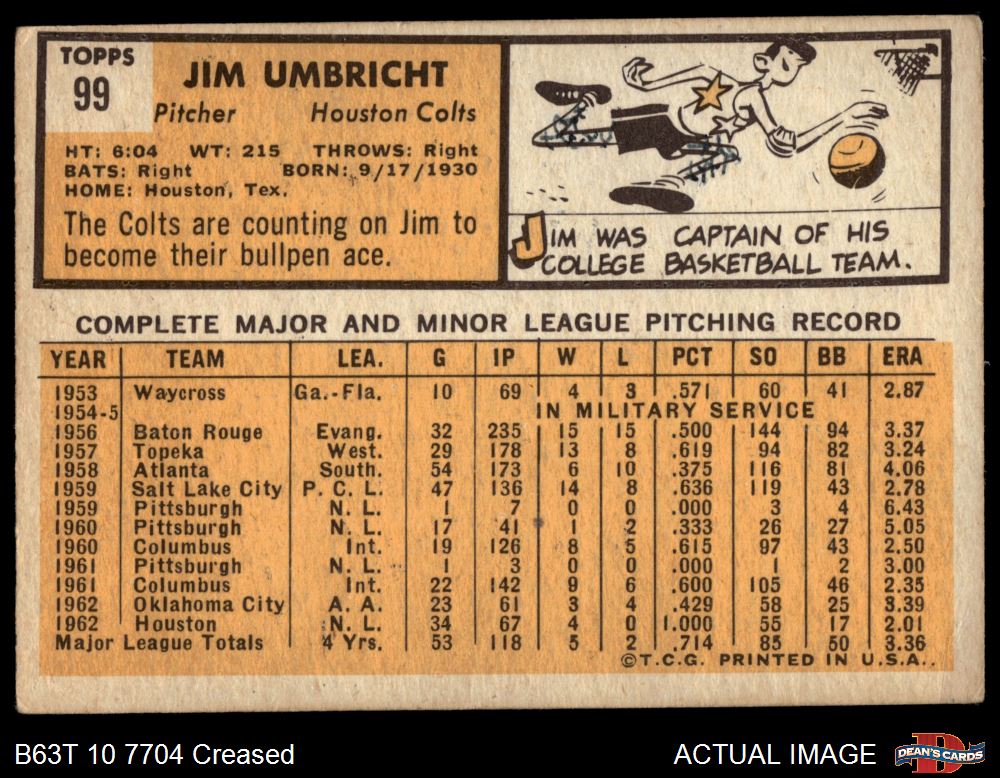 TOPPS
99
JIM UMBRICHT
Pitcher Houston Colts
HT: 6:04 WT: 215 THROWS: Right
BATS: Right BORN: 9/17/1930
HOME: Houston, Tex.
The Colts are counting on Jim to
become their bullpen ace.
JIM WAS CAPTAIN OF HIS
COLLEGE BASKETBALL TEAM.
COMPLETE MAJOR AND MINOR LEAGUE PITCHING RECORD
YEAR TEAM LEA. G IP W L PCT SO BB ERA
1953 Waycross Ga.-Fla. 10 69 4 3 .571 60 41 2.87
1954-5 IN MILITARY SERVICE
1956 Baton Rouge Evang. 32 235 15 15 .500 144 94 3.37
1957 Topeka West. 29 178 13 8 .619 94 82 3.24
1958 Atlanta South. 54 173 6 10 .375 116 81 4.06
1959 Salt Lake City P. C. L. 47 136 14 8 .636 119 43 2.78
1959 Pittsburgh N. L. 1 7 0 0 .000 3 4 6.43
1960 Pittsburgh N. L. 17 41 1 2 .333 26 27 5.05
1960 Columbus Int. 19 126 8 5 .615 97 43 2.50
1961 Pittsburgh N. L. 1 3 0 0 .000 1 2 3.00
1961 Columbus Int. 22 142 9 6 .600 105 46 2.35
1962 Oklahoma City A. A. 23 61 3 4 .429 58 25 3.39
1962 Houston N. L. 34 67 4 0 1.000 55 17 2.01
Major League Totals 4 Yrs. 53 118 5 2 .714 85 50 3.36
©T.C.G. PRINTED IN U.S.A.
B63T 10 7704 Creased ACTUAL IMAGE DEAN'S CARDS